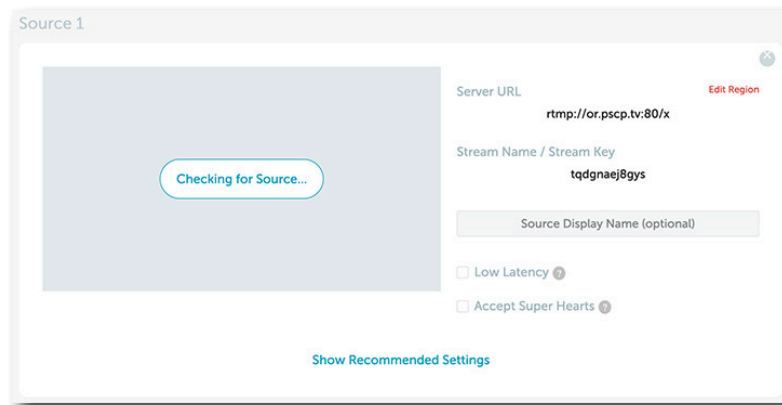 Source 1
Server URL
Edit Region
rtmp://or.pscp.tv:80/x
Stream Name / Stream Key
tqdgnaej8gys
Checking for Source...
Source Display Name (optional)
Low Latency ?
Accept Super Hearts ?
Show Recommended Settings